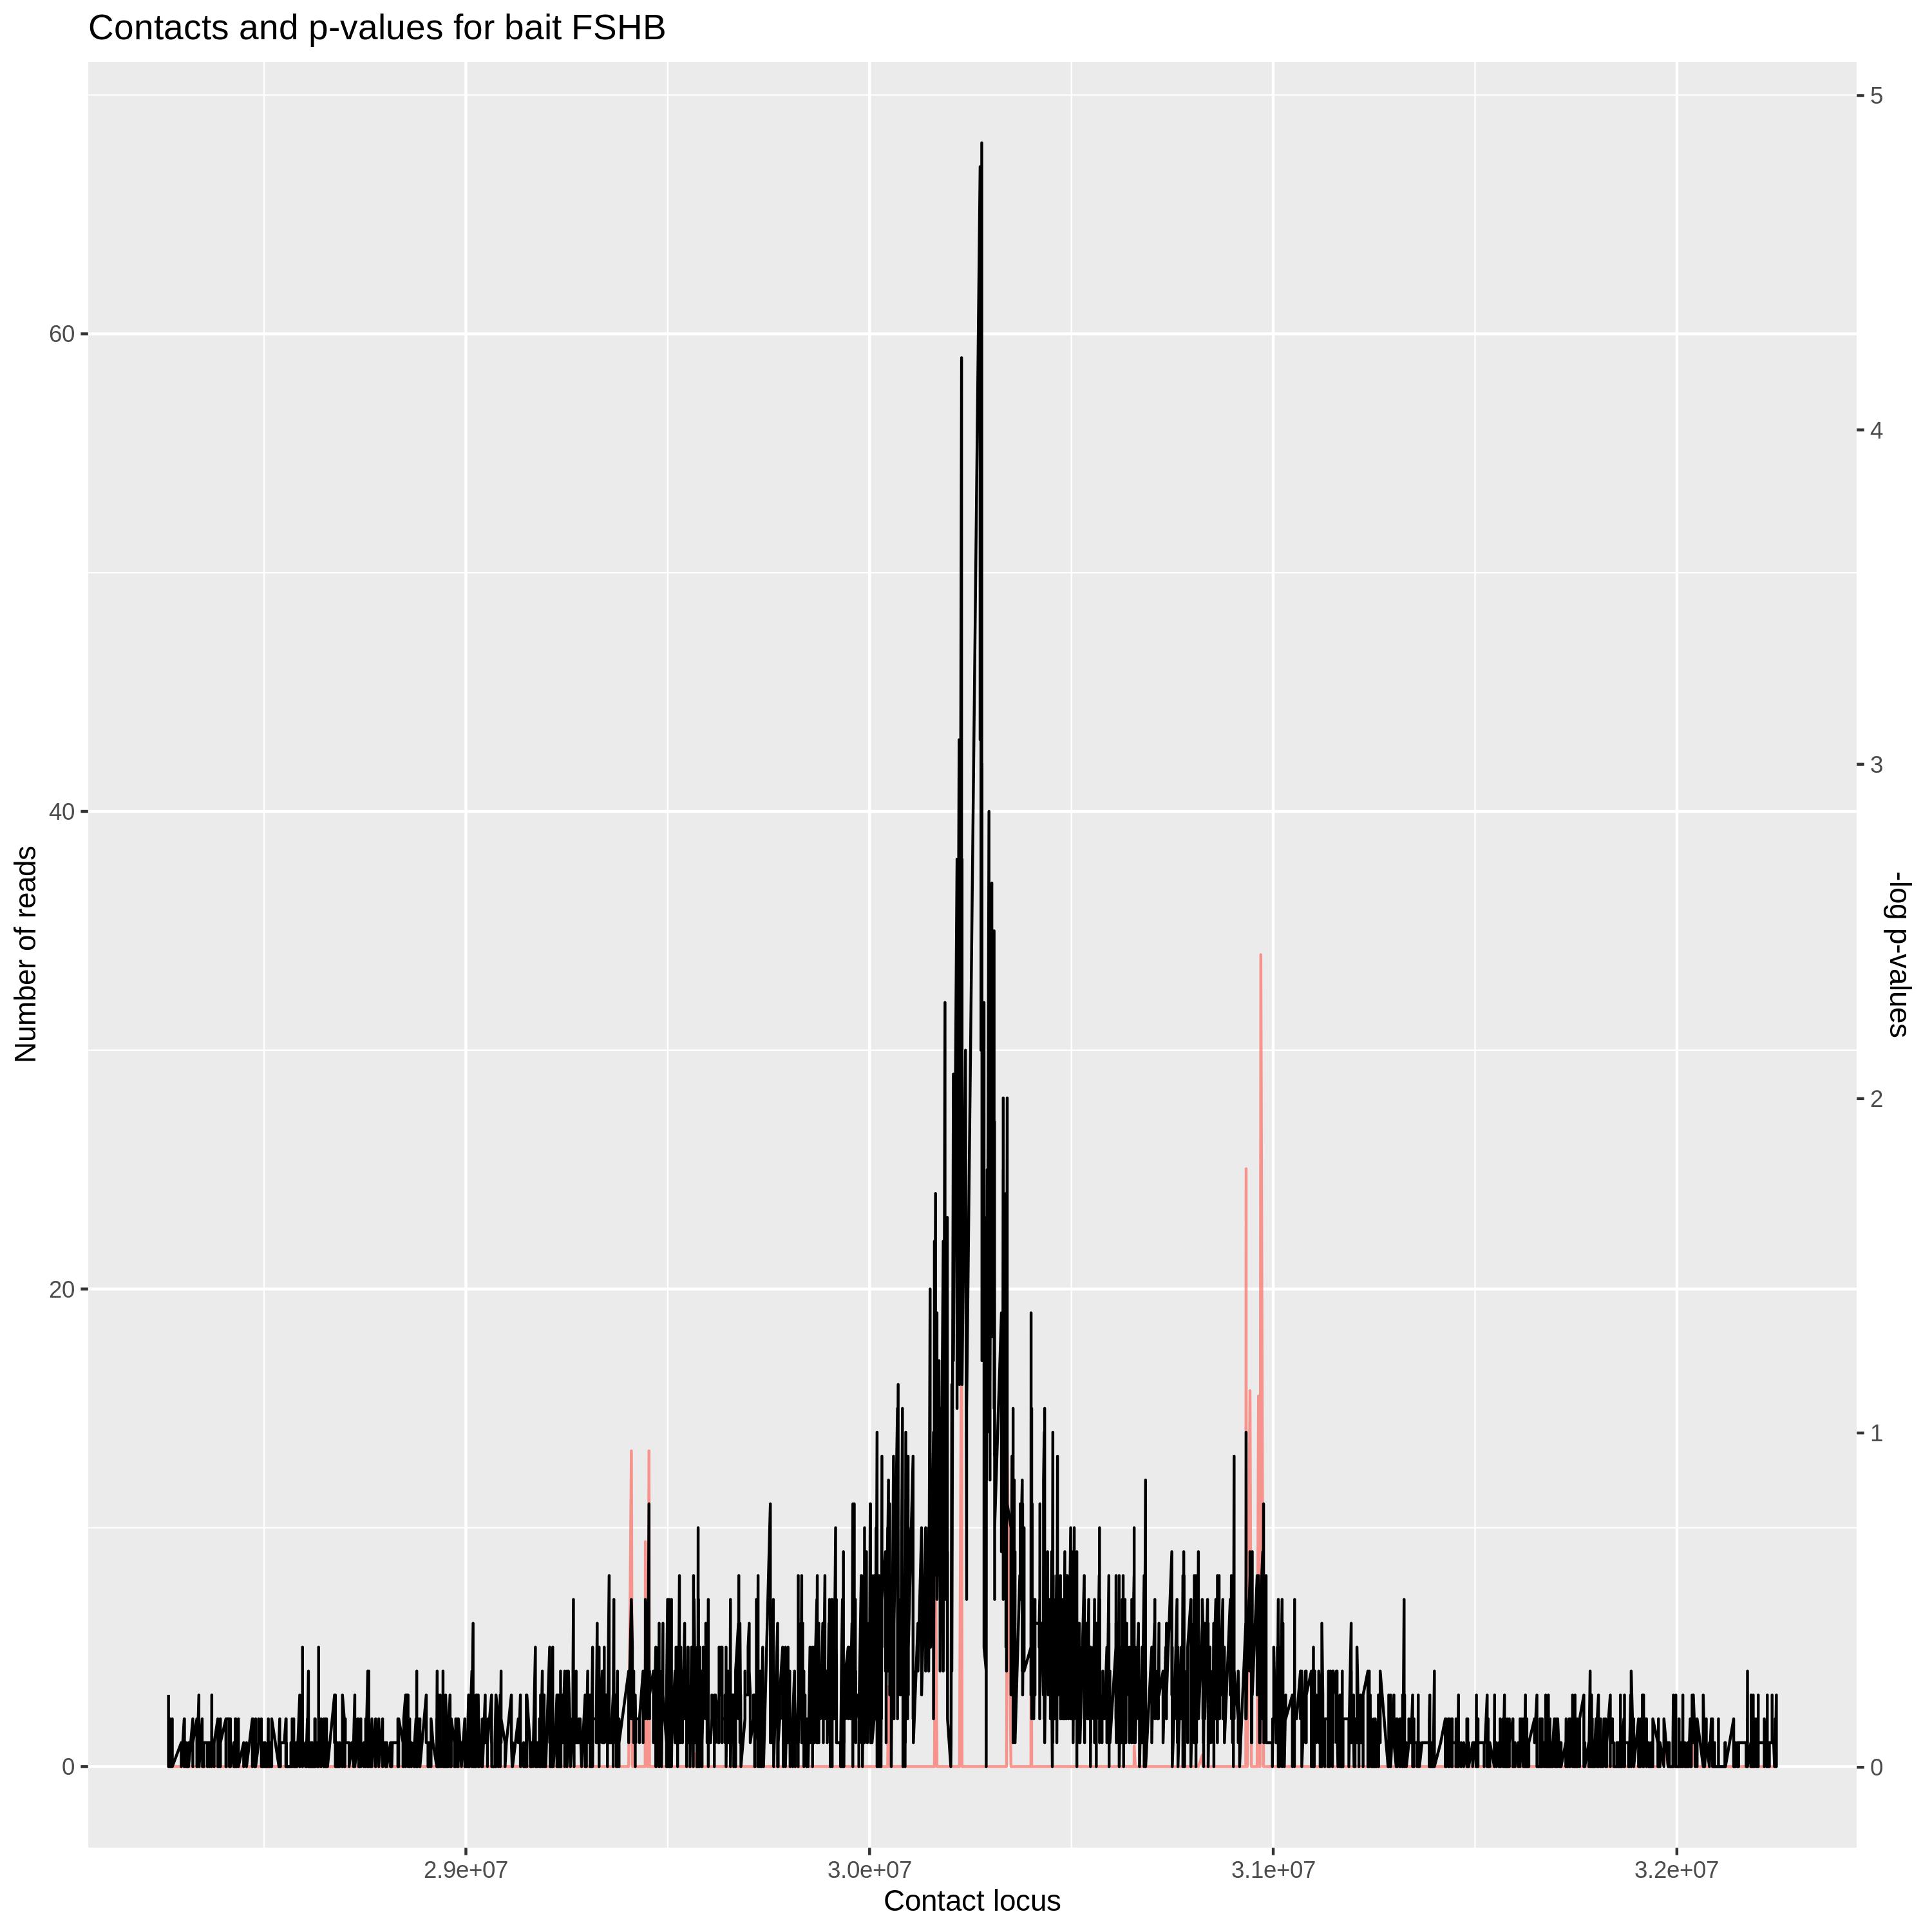 Contacts and p-values for bait FSHB
5
60
4
3
40
Number of reads
-log p-values
2
20
1
0
0
2.9e+07 3.0e+07 3.1e+07 3.2e+07
Contact locus